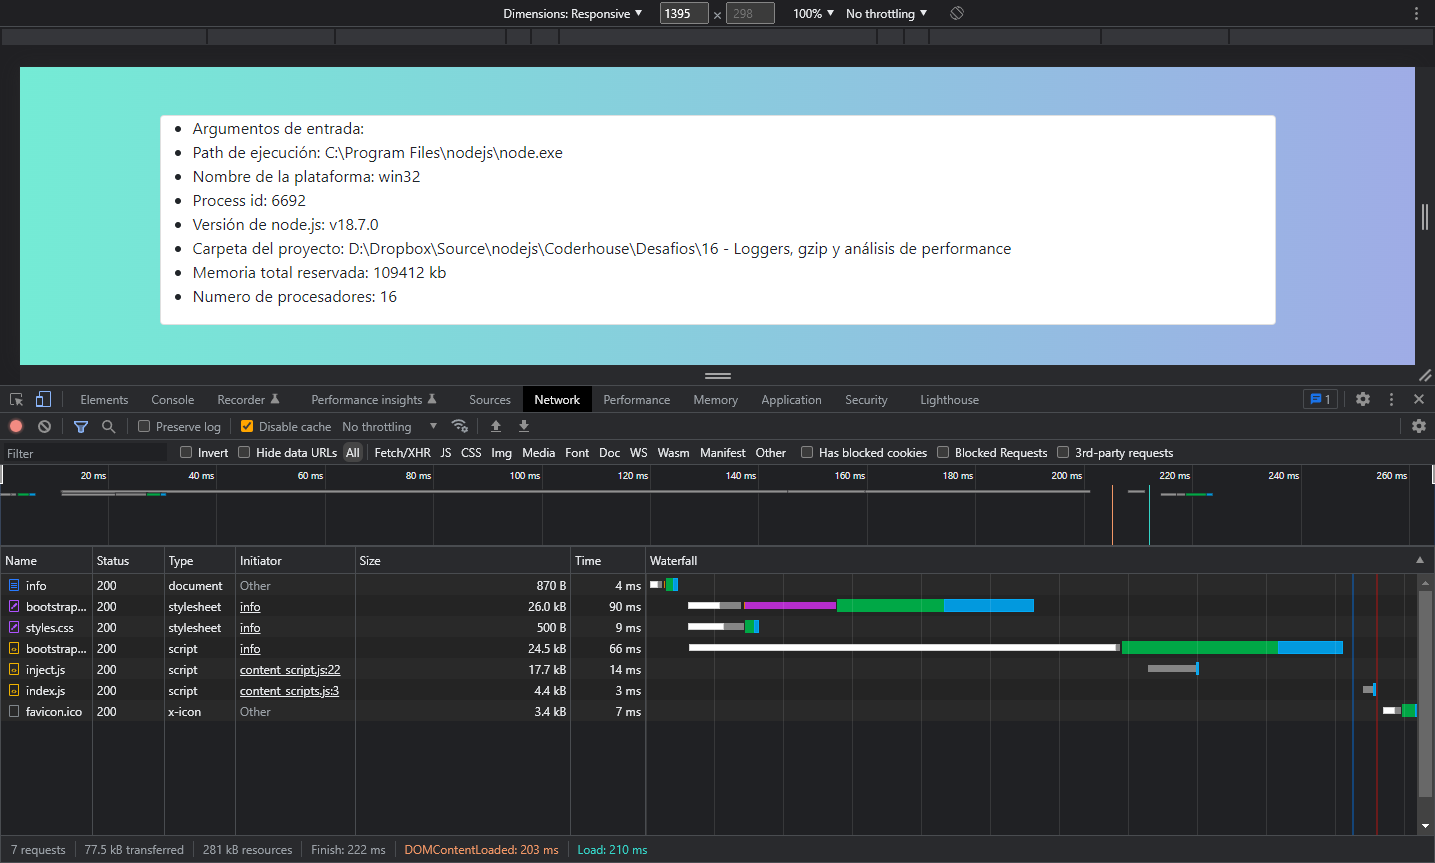 Dimensions: Responsive ▼ 1395 × 298 100% ▼ No throttling ▼
Argumentos de entrada:
Path de ejecución: C:\Program Files\nodejs\node.exe
Nombre de la plataforma: win32
Process id: 6692
Versión de node.js: v18.7.0
Carpeta del proyecto: D:\Dropbox\Source\nodejs\Coderhouse\Desafios\16 - Loggers, gzip y análisis de performance
Memoria total reservada: 109412 kb
Numero de procesadores: 16
Elements Console Recorder Performance insights Sources Network Performance Memory Application Security Lighthouse 1
Preserve log Disable cache No throttling ▼
Filter Invert Hide data URLs All Fetch/XHR JS CSS Img Media Font Doc WS Wasm Manifest Other Has blocked cookies Blocked Requests 3rd-party requests
20 ms 40 ms 60 ms 80 ms 100 ms 120 ms 140 ms 160 ms 180 ms 200 ms 220 ms 240 ms 260 ms
Name Status Type Initiator Size Time Waterfall
info 200 document Other 870 B 4 ms
bootstrap... 200 stylesheet info 26.0 kB 90 ms
styles.css 200 stylesheet info 500 B 9 ms
bootstrap... 200 script info 24.5 kB 66 ms
inject.js 200 script content_script.js:22 17.7 kB 14 ms
index.js 200 script content_scripts.js:3 4.4 kB 3 ms
favicon.ico 200 x-icon Other 3.4 kB 7 ms
7 requests 77.5 kB transferred 281 kB resources Finish: 222 ms DOMContentLoaded: 203 ms Load: 210 ms